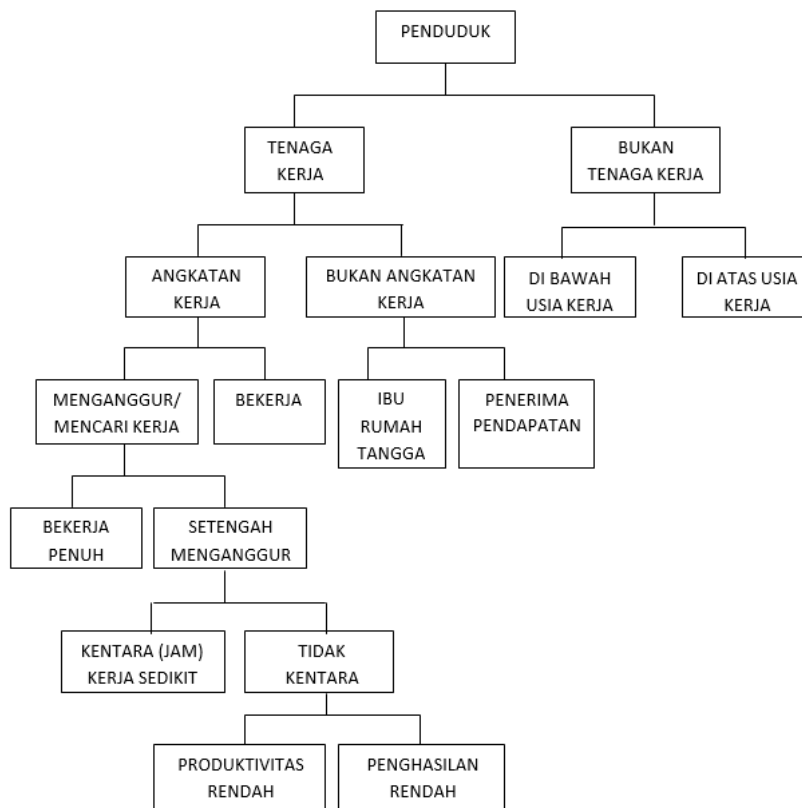 PENDUDUK
TENAGA
KERJA
BUKAN
TENAGA KERJA
ANGKATAN
KERJA
BUKAN ANGKATAN
KERJA
DI BAWAH
USIA KERJA
DI ATAS USIA
KERJA
MENGANGGUR/
MENCARI KERJA
BEKERJA
IBU
RUMAH
TANGGA
PENERIMA
PENDAPATAN
BEKERJA
PENUH
SETENGAH
MENGANGGUR
KENTARA (JAM)
KERJA SEDIKIT
TIDAK
KENTARA
PRODUKTIVITAS
RENDAH
PENGHASILAN
RENDAH